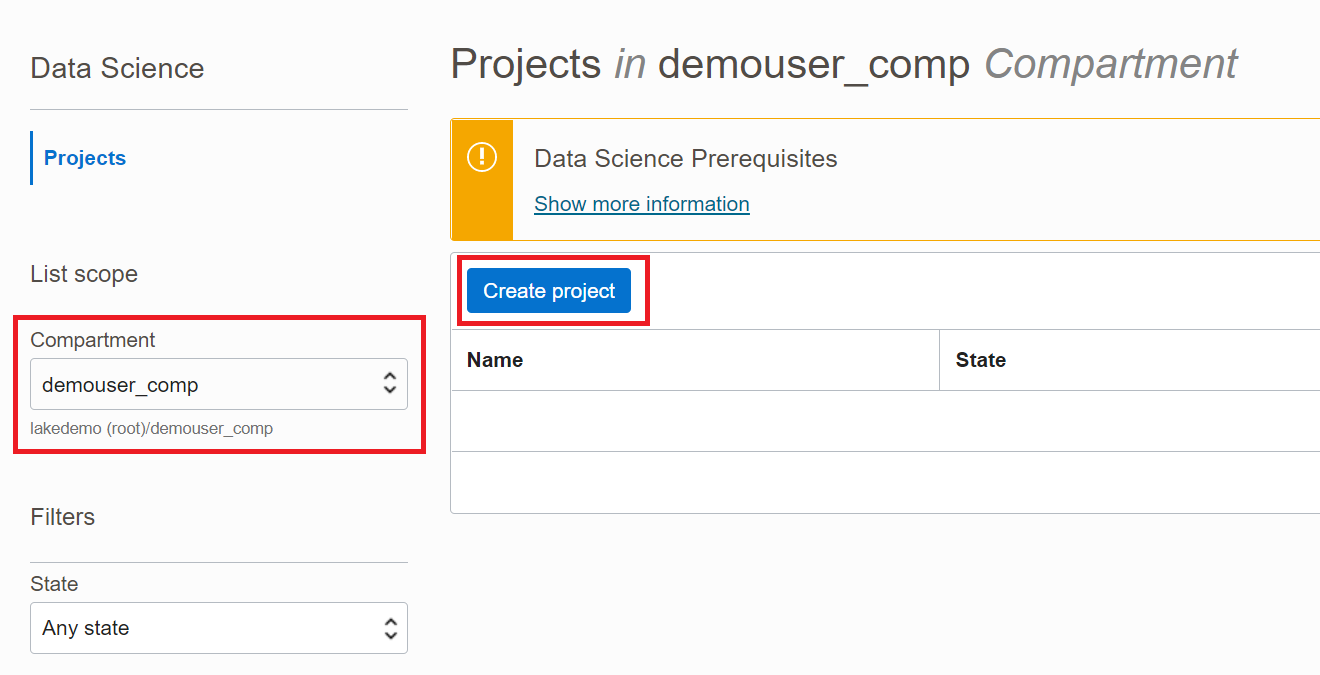 Data Science
Projects
List scope
Compartment
demouser_comp
lakedemo (root)/demouser_comp
Filters
State
Any state
Projects in demouser_comp Compartment
Data Science Prerequisites
Show more information
Create project
Name State